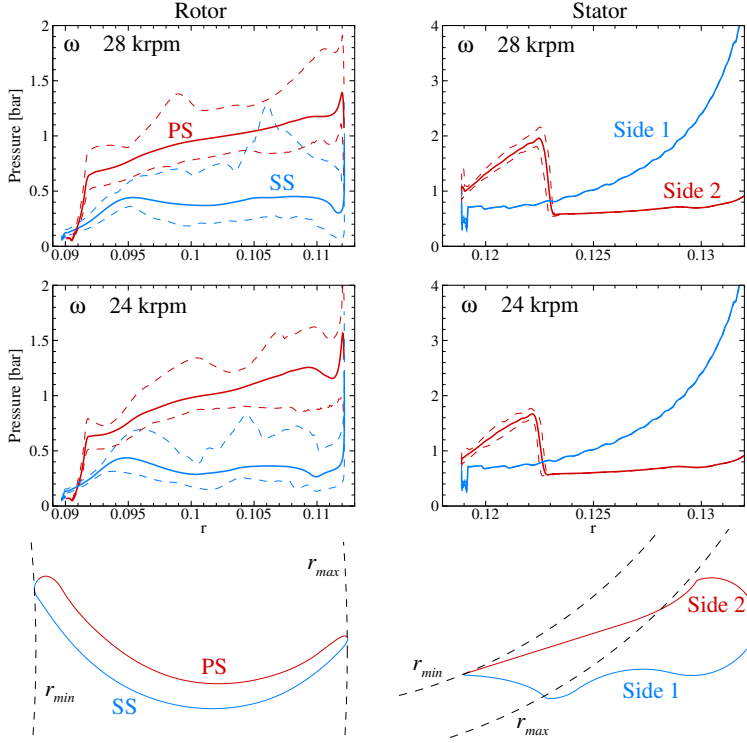 Rotor
Stator
ω 28 krpm
Pressure [bar]
2
1.5
1
0.5
0
0.09 0.095 0.1 0.105 0.11
PS
SS
ω 28 krpm
Pressure [bar]
4
3
2
1
0
0.12 0.125 0.13
Side 1
Side 2
ω 24 krpm
Pressure [bar]
2
1.5
1
0.5
0
0.09 0.095 0.1 0.105 0.11
r
ω 24 krpm
Pressure [bar]
4
3
2
1
0
0.12 0.125 0.13
r
r_max
PS
r_min
SS
Side 2
r_min
Side 1
r_max